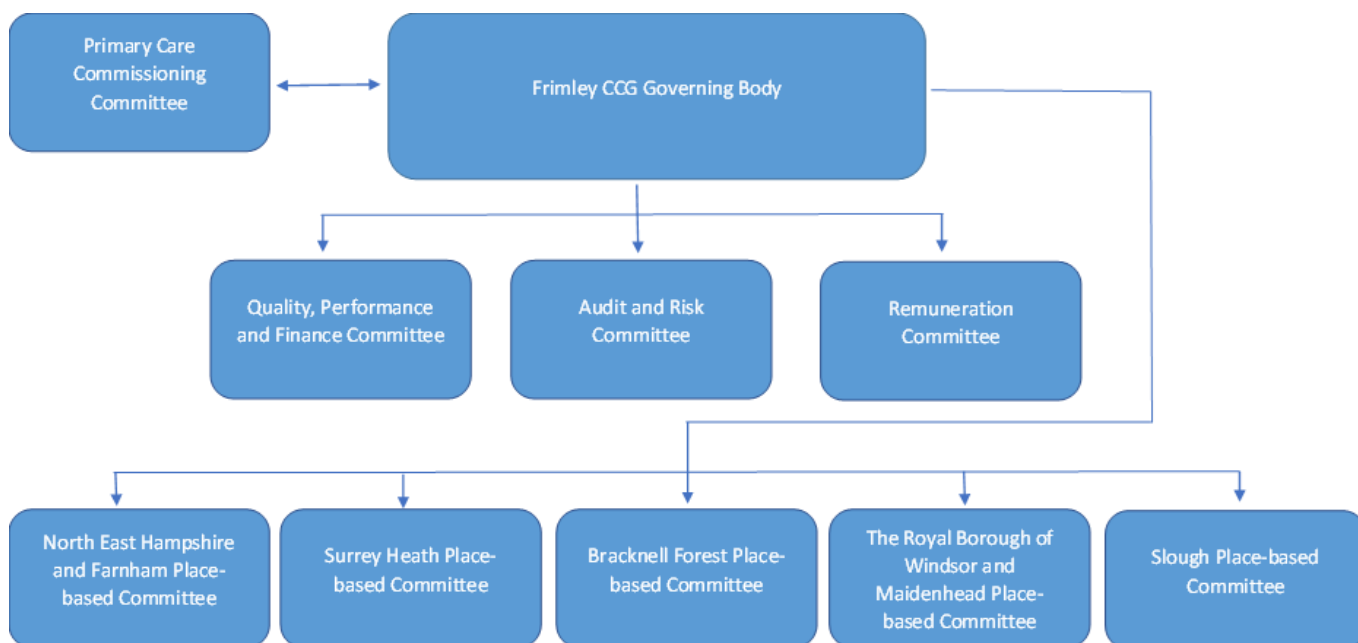 Primary Care
Commissioning
Committee
Frimley CCG Governing Body
Quality, Performance
and Finance Committee
Audit and Risk
Committee
Remuneration
Committee
North East Hampshire
and Farnham Place-
based Committee
Surrey Heath Place-
based Committee
Bracknell Forest Place-
based Committee
The Royal Borough of
Windsor and
Maidenhead Place-
based Committee
Slough Place-based
Committee